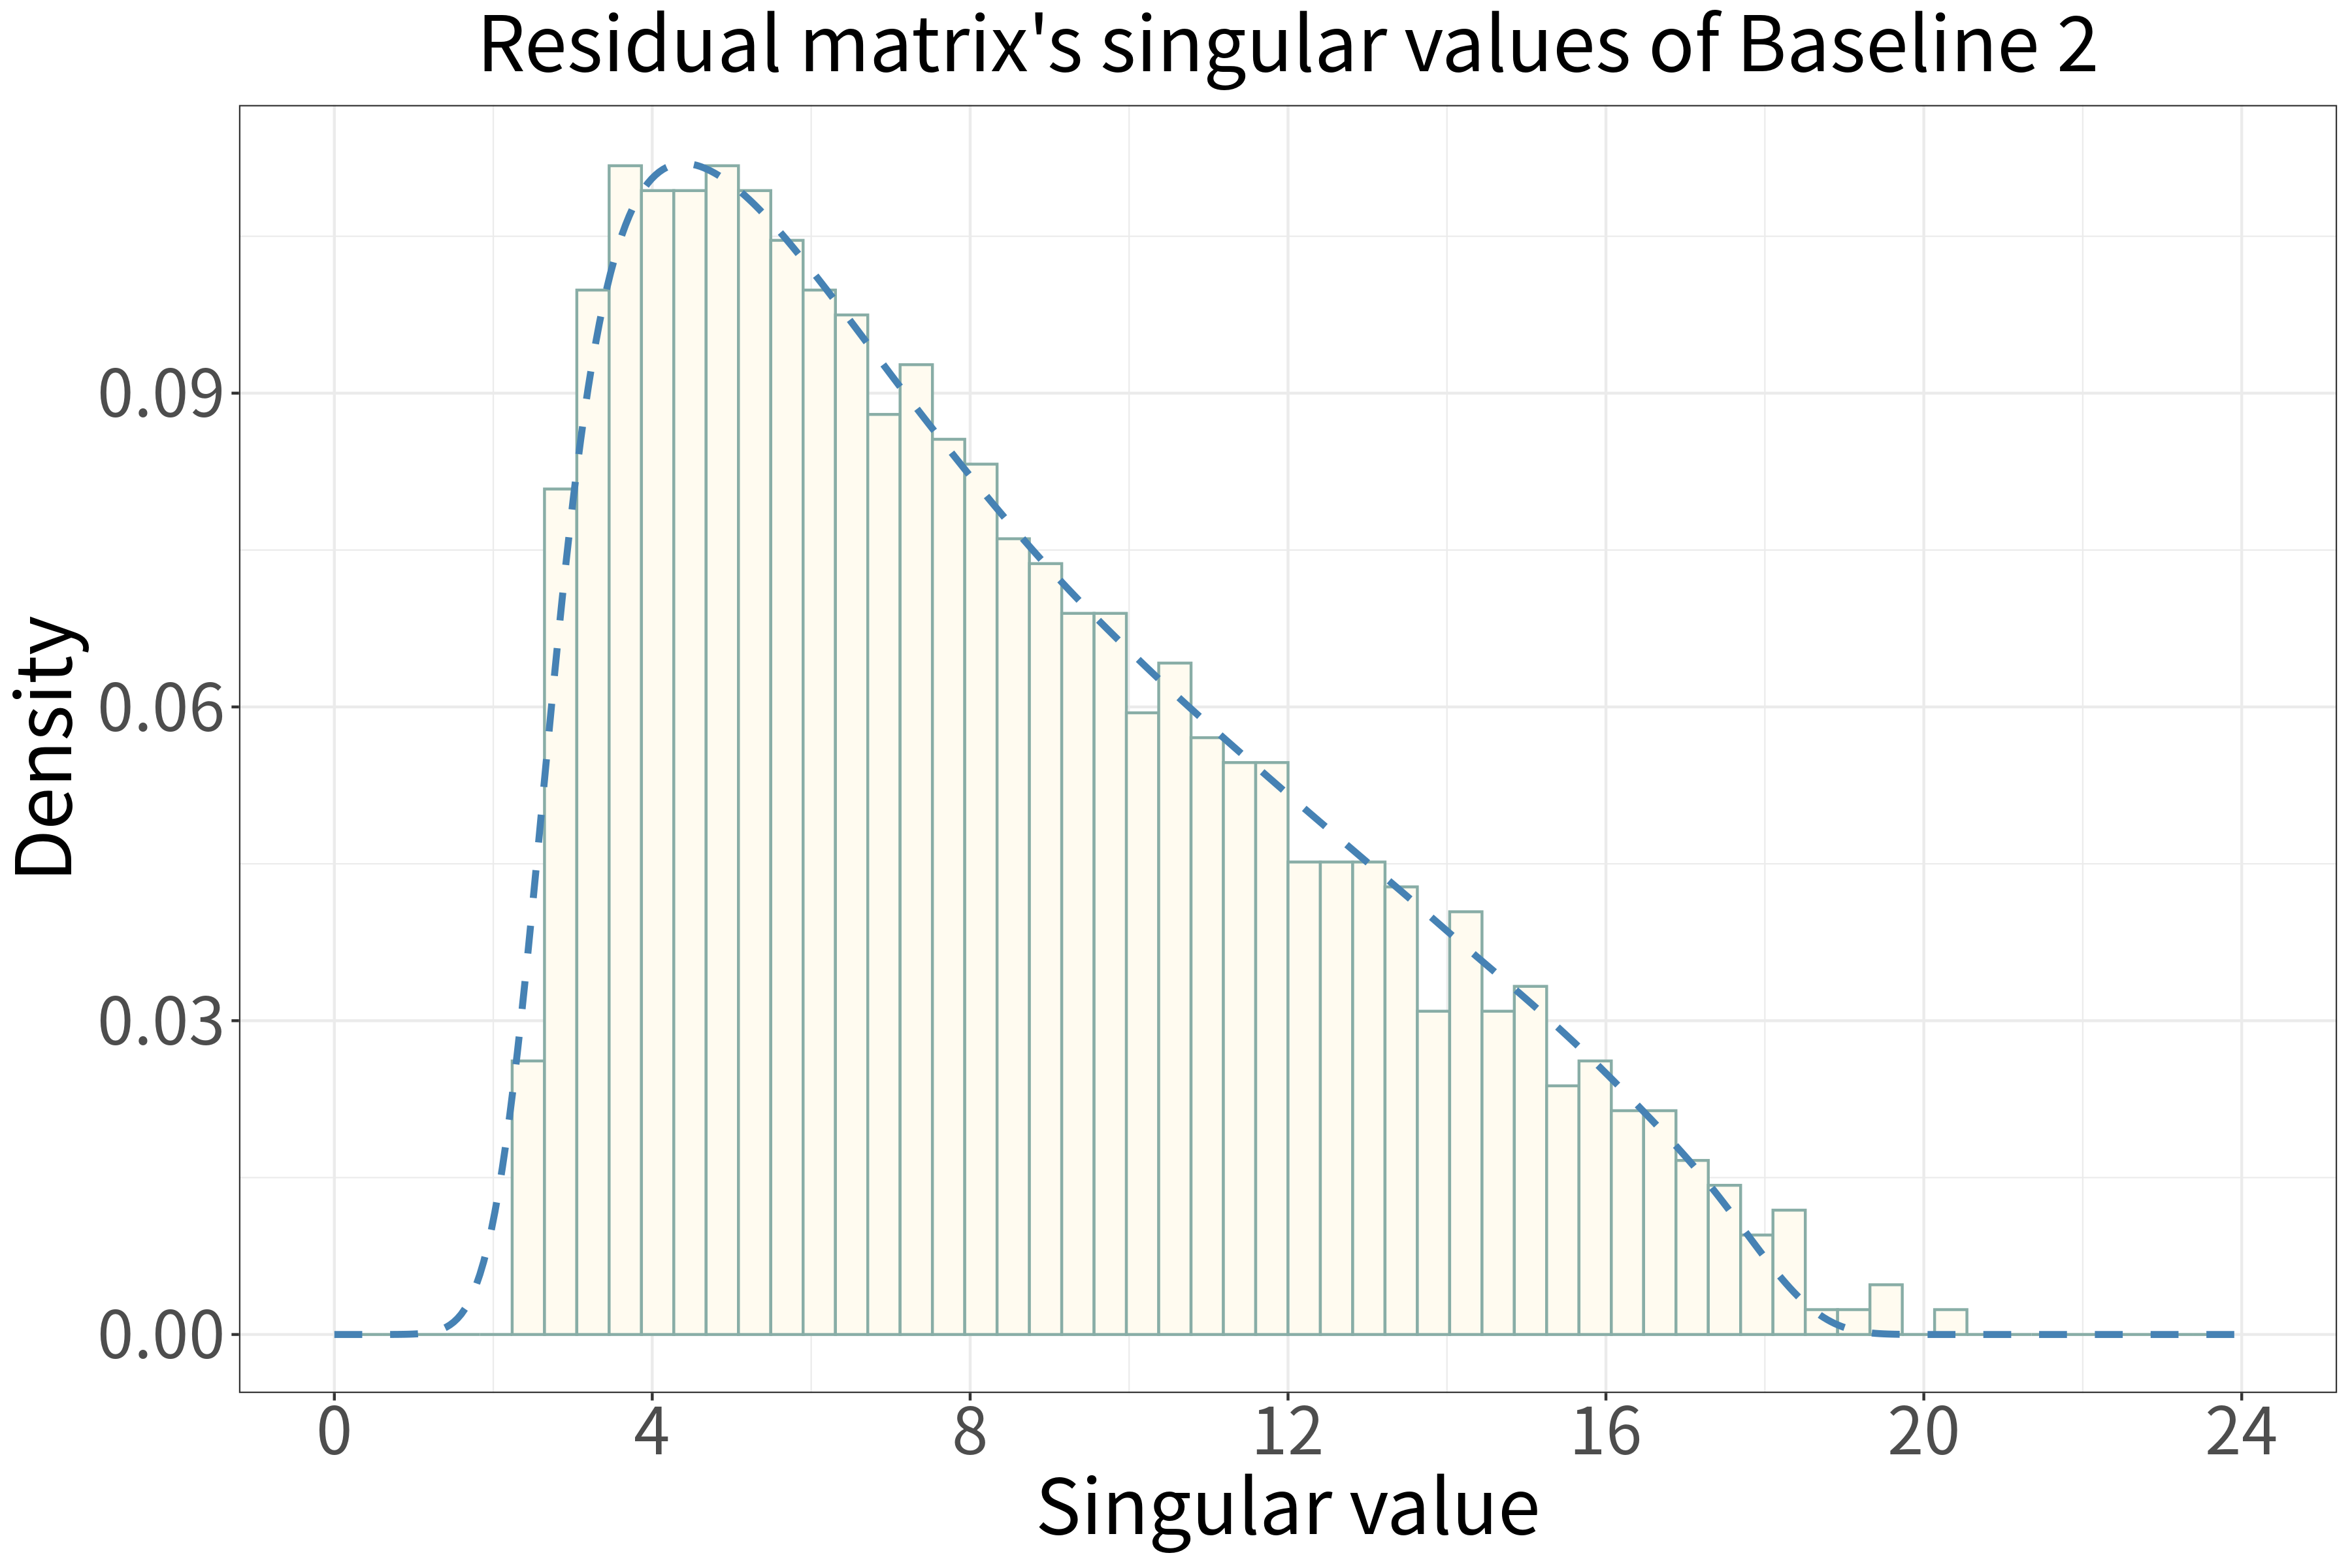 Residual matrix's singular values of Baseline 2
Density
0.09
0.06
0.03
0.00
0 4 8 12 16 20 24
Singular value